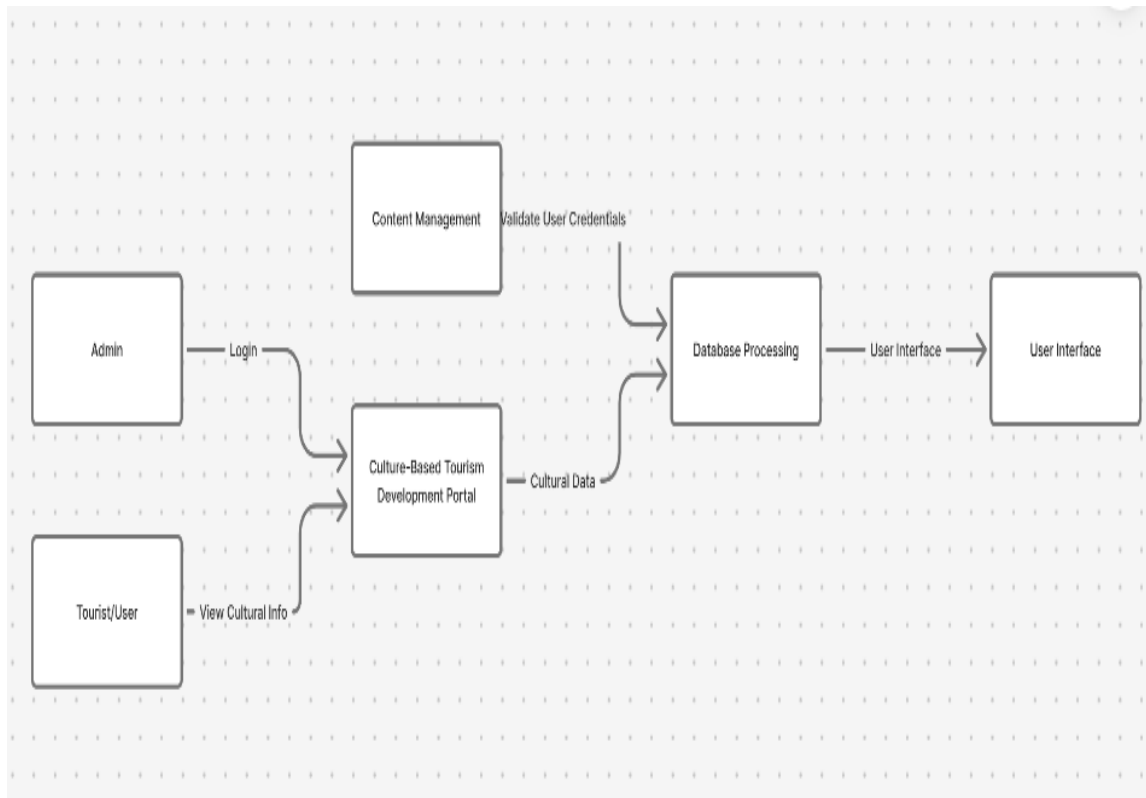 Content Management
Validate User Credentials
Admin
Login
Database Processing
User Interface
User Interface
Culture-Based Tourism
Development Portal
Cultural Data
Tourist/User
View Cultural Info